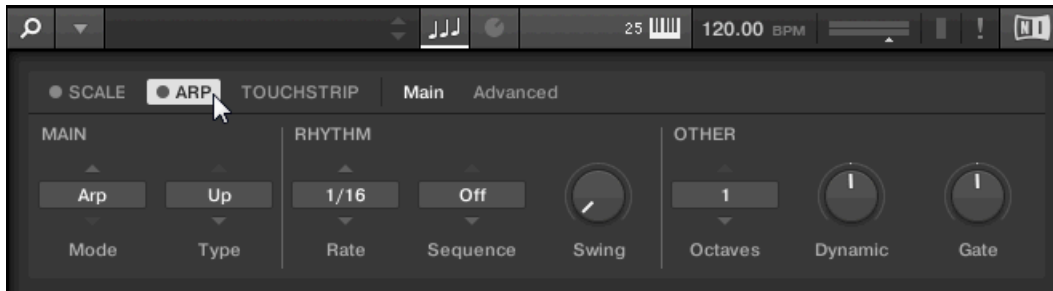 25 120.00 BPM ! NI
SCALE ARP TOUCHSTRIP Main Advanced
MAIN RHYTHM OTHER
Arp Up 1/16 Off 1
Mode Type Rate Sequence Swing Octaves Dynamic Gate